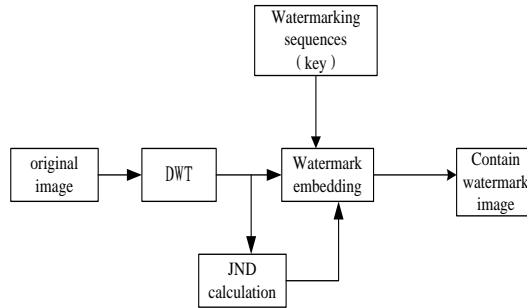 Watermarking
sequences
(key)
original
image
DWT
Watermark
embedding
Contain
watermark
image
JND
calculation